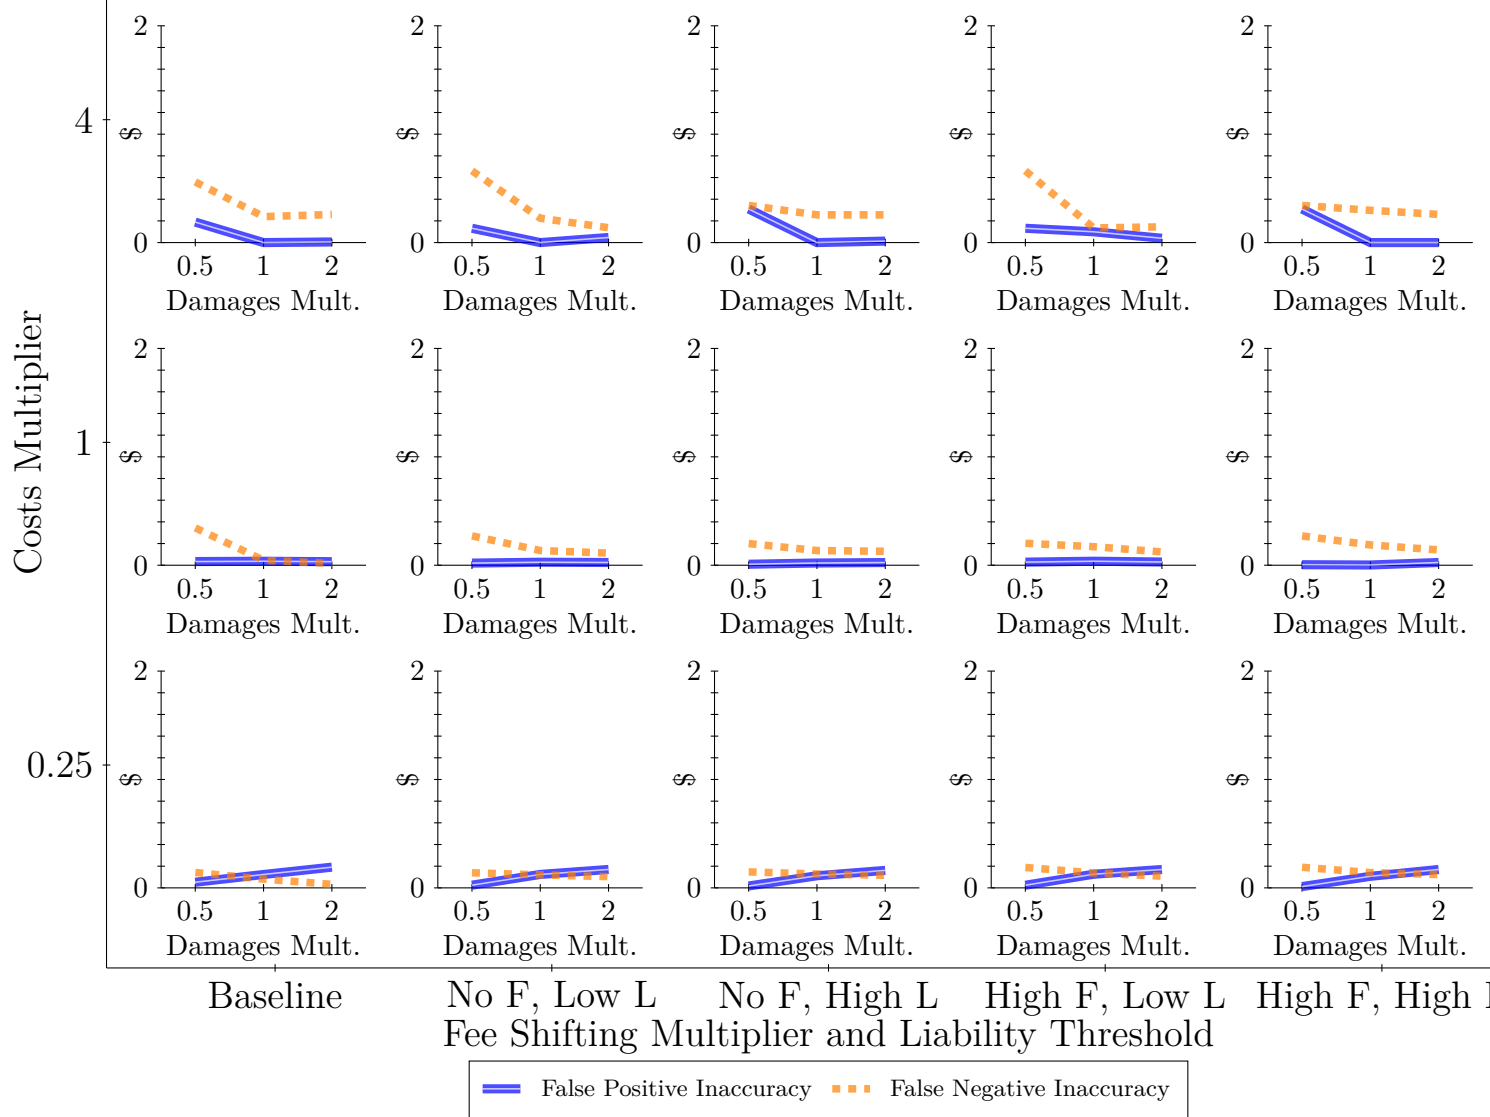 2 2 2 2 2
4 $ $ $ $ $
0 0 0 0 0
0.5 1 2 0.5 1 2 0.5 1 2 0.5 1 2 0.5 1 2
Damages Mult. Damages Mult. Damages Mult. Damages Mult. Damages Mult.
Costs Multiplier
2 2 2 2 2
1 $ $ $ $ $
0 0 0 0 0
0.5 1 2 0.5 1 2 0.5 1 2 0.5 1 2 0.5 1 2
Damages Mult. Damages Mult. Damages Mult. Damages Mult. Damages Mult.
2 2 2 2 2
0.25 $ $ $ $ $
0 0 0 0 0
0.5 1 2 0.5 1 2 0.5 1 2 0.5 1 2 0.5 1 2
Damages Mult. Damages Mult. Damages Mult. Damages Mult. Damages Mult.
Baseline No F, Low L No F, High L High F, Low L High F, High
Fee Shifting Multiplier and Liability Threshold
False Positive Inaccuracy False Negative Inaccuracy